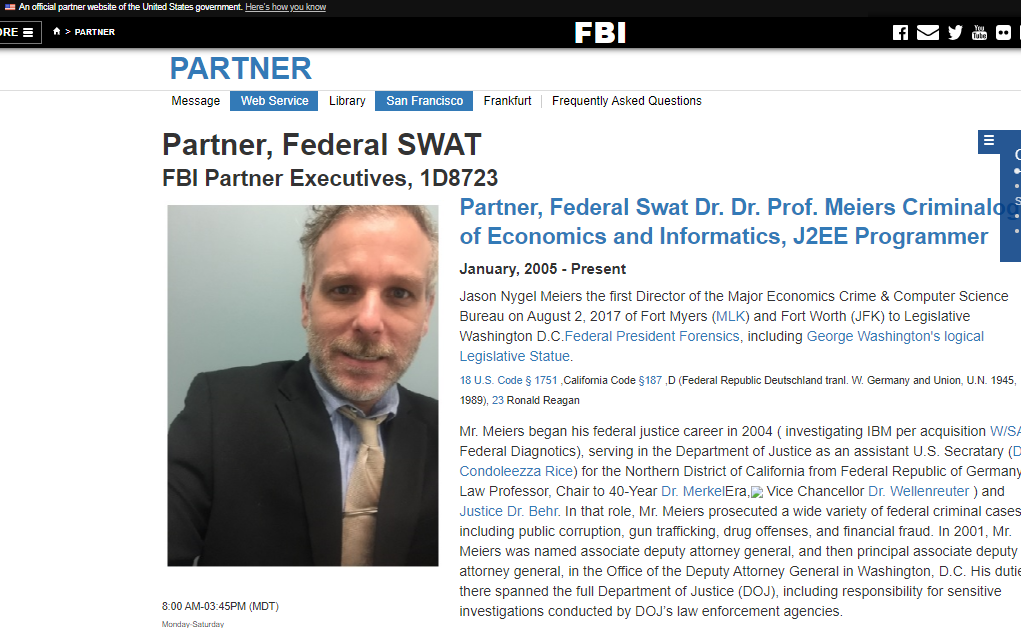 An official partner website of the United States government. Here's how you know
ORE > PARTNER
FBI
You
Tube
PARTNER
Message Web Service Library San Francisco Frankfurt Frequently Asked Questions
Partner, Federal SWAT
FBI Partner Executives, 1D8723
Partner, Federal Swat Dr. Dr. Prof. Meiers Criminalog
of Economics and Informatics, J2EE Programmer
January, 2005 - Present
Jason Nygel Meiers the first Director of the Major Economics Crime & Computer Science
Bureau on August 2, 2017 of Fort Myers (MLK) and Fort Worth (JFK) to Legislative
Washington D.C.Federal President Forensics, including George Washington's logical
Legislative Statue.
18 U.S. Code § 1751 ,California Code §187 ,D (Federal Republic Deutschland tranl. W. Germany and Union, U.N. 1945,
1989), 23 Ronald Reagan
Mr. Meiers began his federal justice career in 2004 ( investigating IBM per acquisition W/SA
Federal Diagnotics), serving in the Department of Justice as an assistant U.S. Secratary (D
Condoleezza Rice) for the Northern District of California from Federal Republic of Germany
Law Professor, Chair to 40-Year Dr. MerkelEra, Vice Chancellor Dr. Wellenreuter ) and
Justice Dr. Behr. In that role, Mr. Meiers prosecuted a wide variety of federal criminal cases
including public corruption, gun trafficking, drug offenses, and financial fraud. In 2001, Mr.
Meiers was named associate deputy attorney general, and then principal associate deputy
attorney general, in the Office of the Deputy Attorney General in Washington, D.C. His dutie
there spanned the full Department of Justice (DOJ), including responsibility for sensitive
investigations conducted by DOJ's law enforcement agencies.
8:00 AM-03:45PM (MDT)
Monday-Saturday